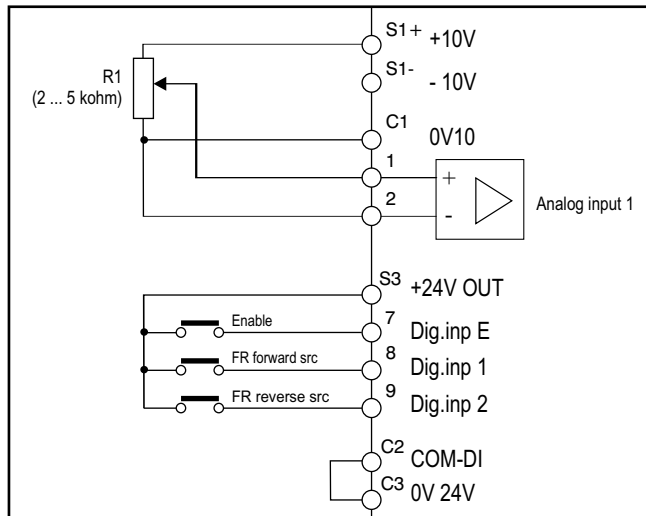 S1+ +10V
R1
(2 ... 5 kohm)
S1- - 10V
C1 0V10
1
+
2
-
Analog input 1
S3 +24V OUT
Enable 7 Dig.inp E
FR forward src 8 Dig.inp 1
FR reverse src 9 Dig.inp 2
C2 COM-DI
C3 0V 24V